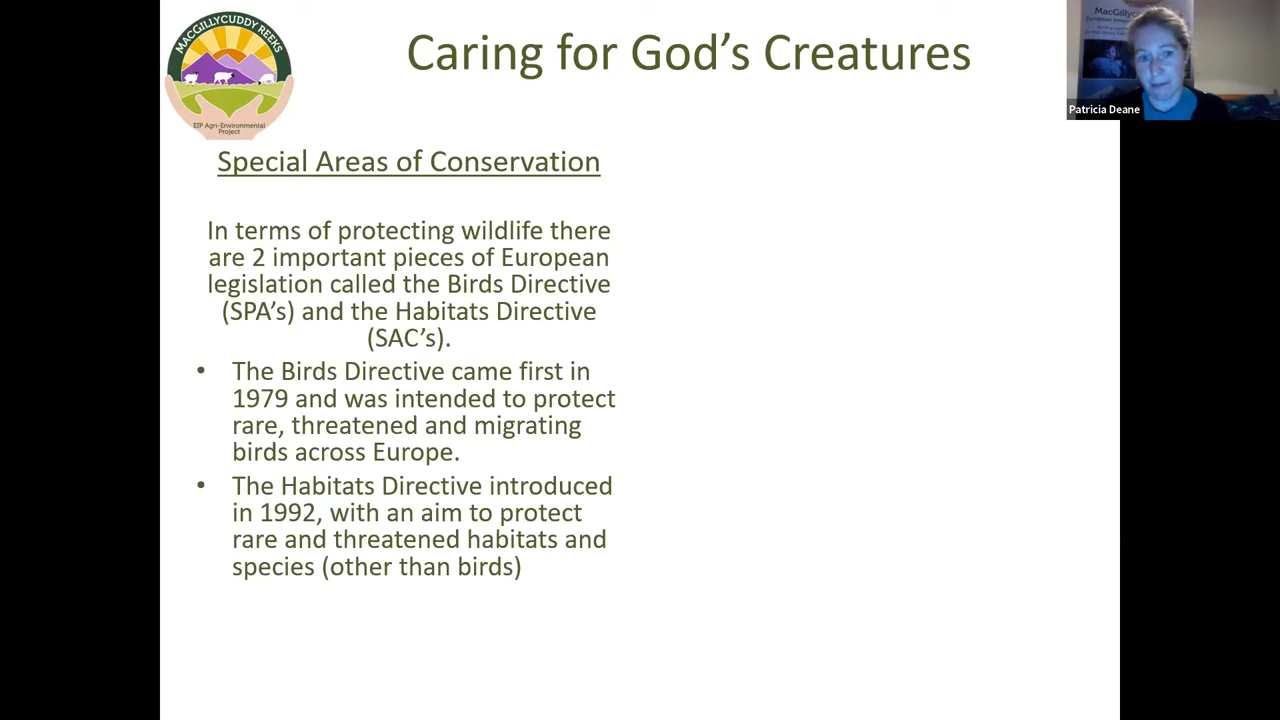 MACGILLYCUDDY REEKS
EIP Agri-Environmental
Project
Caring for God's Creatures
MacGillycu
European Innov
Patricia Deane
Special Areas of Conservation
In terms of protecting wildlife there
are 2 important pieces of European
legislation called the Birds Directive
(SPA's) and the Habitats Directive
(SAC's).
• The Birds Directive came first in
1979 and was intended to protect
rare, threatened and migrating
birds across Europe.
• The Habitats Directive introduced
in 1992, with an aim to protect
rare and threatened habitats and
species (other than birds)